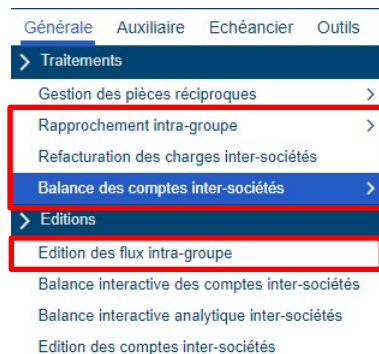 Générale Auxiliaire Echéancier Outils
Traitements
Gestion des pièces réciproques
Rapprochement intra-groupe
Refacturation des charges inter-sociétés
Balance des comptes inter-sociétés
Editions
Edition des flux intra-groupe
Balance interactive des comptes inter-sociétés
Balance interactive analytique inter-sociétés
Edition des comptes inter-sociétés